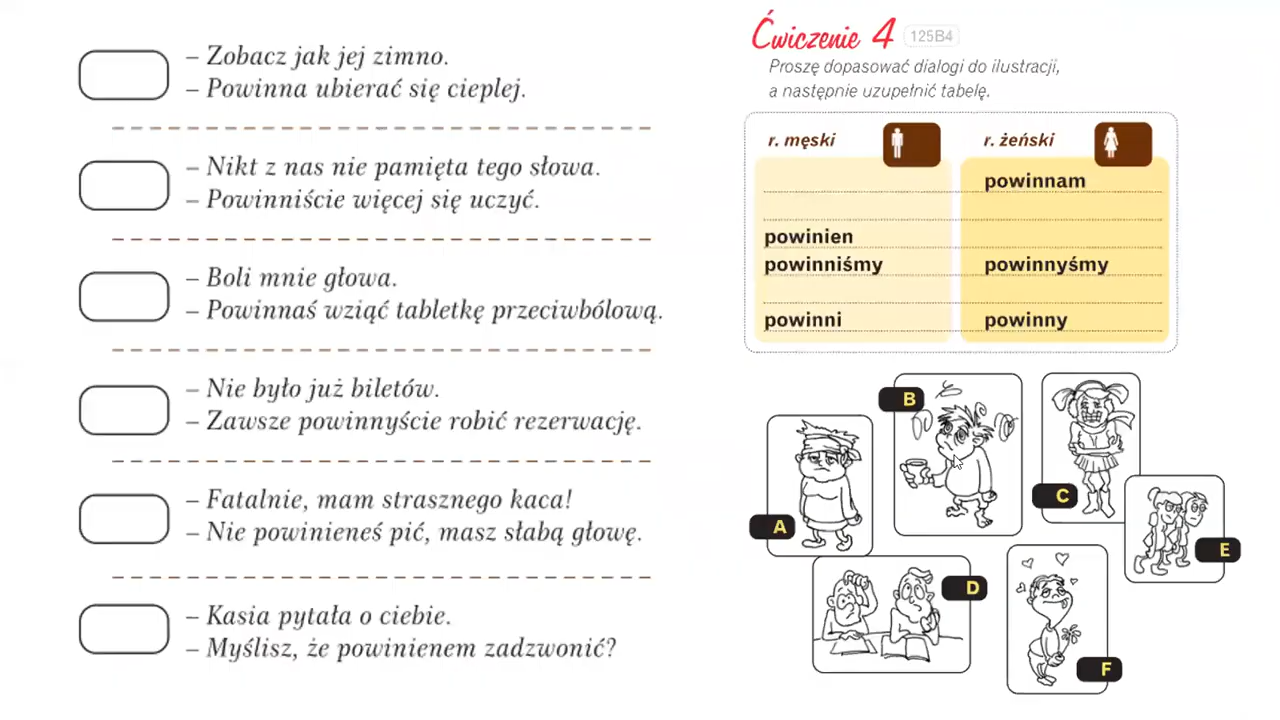 – Zobacz jak jej zimno.
– Powinna ubierać się cieplej.
– Nikt z nas nie pamięta tego słowa.
– Powinniście więcej się uczyć.
– Boli mnie głowa.
– Powinnaś wziąć tabletkę przeciwbólową.
– Nie było już biletów.
– Zawsze powinnyście robić rezerwację.
– Fatalnie, mam strasznego kaca!
– Nie powinieneś pić, masz słabą głowę.
– Kasia pytała o ciebie.
– Myślisz, że powinienem zadzwonić?
Ćwiczenie 4 125B4
Proszę dopasować dialogi do ilustracji,
a następnie uzupełnić tabelę.
r. męski r. żeński
powinnam
powinien
powinniśmy powinnyśmy
powinni powinny
B
C
A
E
D
F